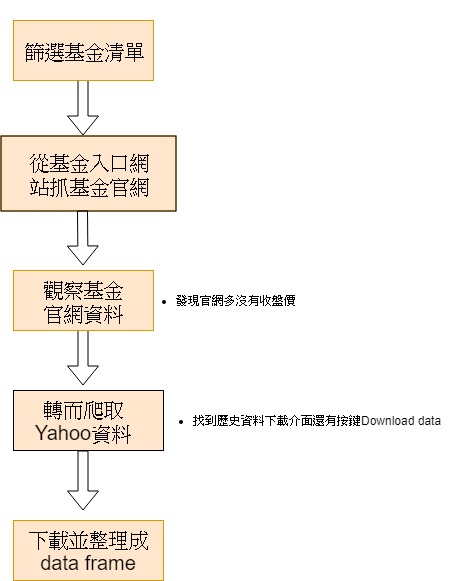 篩選基金清單
從基金入口網
站抓基金官網
觀察基金
官網資料
發現官網多沒有收盤價
轉而爬取
Yahoo資料
找到歷史資料下載介面還有按鍵Download data
下載並整理成
data frame